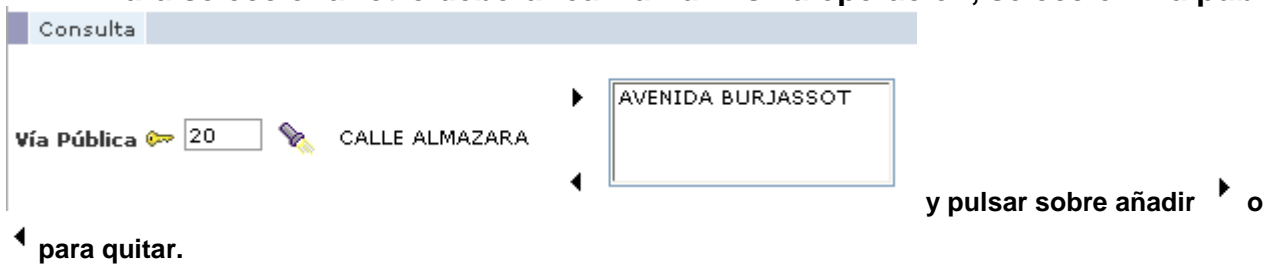 Consulta
AVENIDA BURJASSOT
Vía Pública 20 CALLE ALMAZARA
y pulsar sobre añadir o
para quitar.